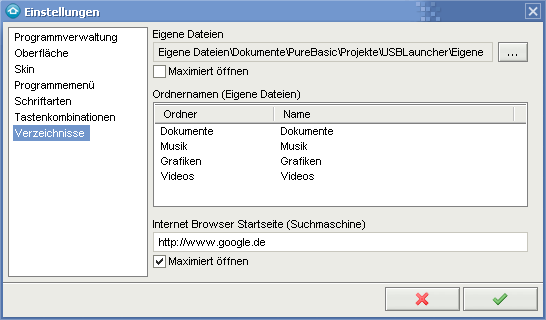 Einstellungen
Programmverwaltung
Oberfläche
Skin
Programmemenü
Schriftarten
Tastenkombinationen
Verzeichnisse
Eigene Dateien
Eigene Dateien\Dokumente\PureBasic\Projekte\USBLauncher\Eigene
...
Maximiert öffnen
Ordnernamen (Eigene Dateien)
Ordner Name
Dokumente Dokumente
Musik Musik
Grafiken Grafiken
Videos Videos
Internet Browser Startseite (Suchmaschine)
http://www.google.de
Maximiert öffnen